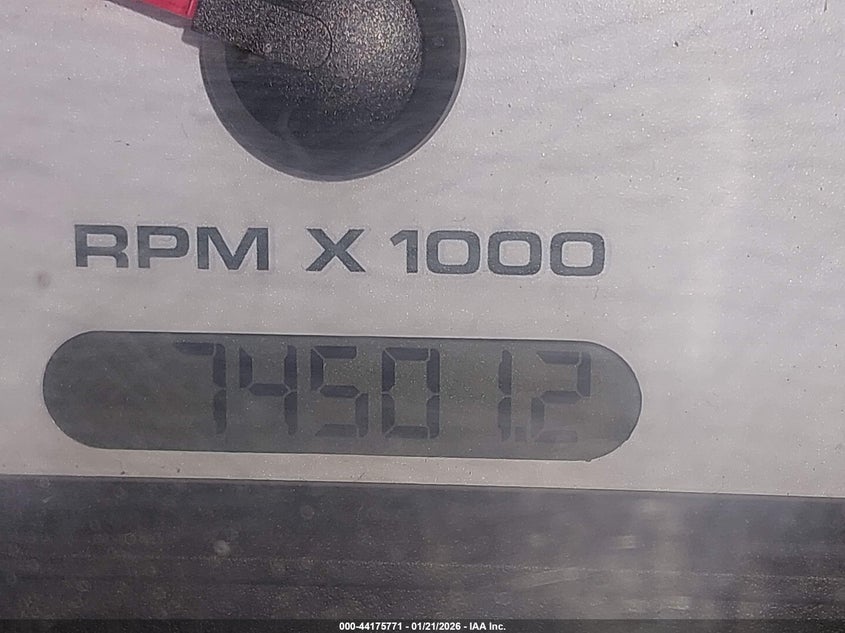 RPM X 1000
74501.2
000-44175771 - 01/21/2026 - IAA Inc.